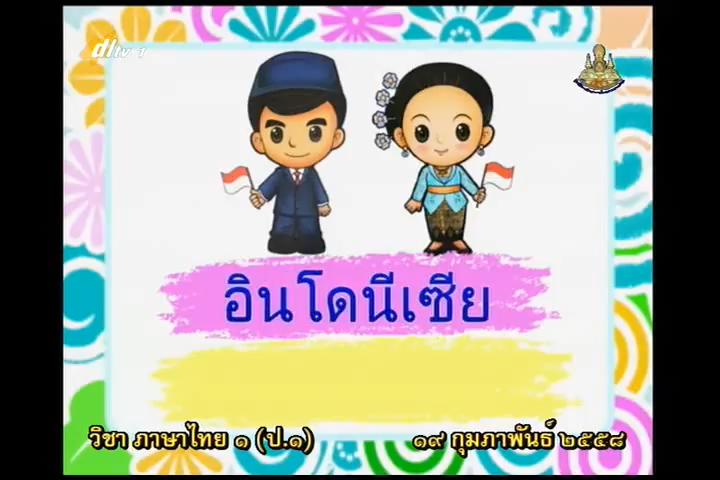 dltv 1
อินโดนีเซีย
วิชา ภาษาไทย ๑ (ป.๑)
๑๙ กุมภาพันธ์ ๒๕๕๘